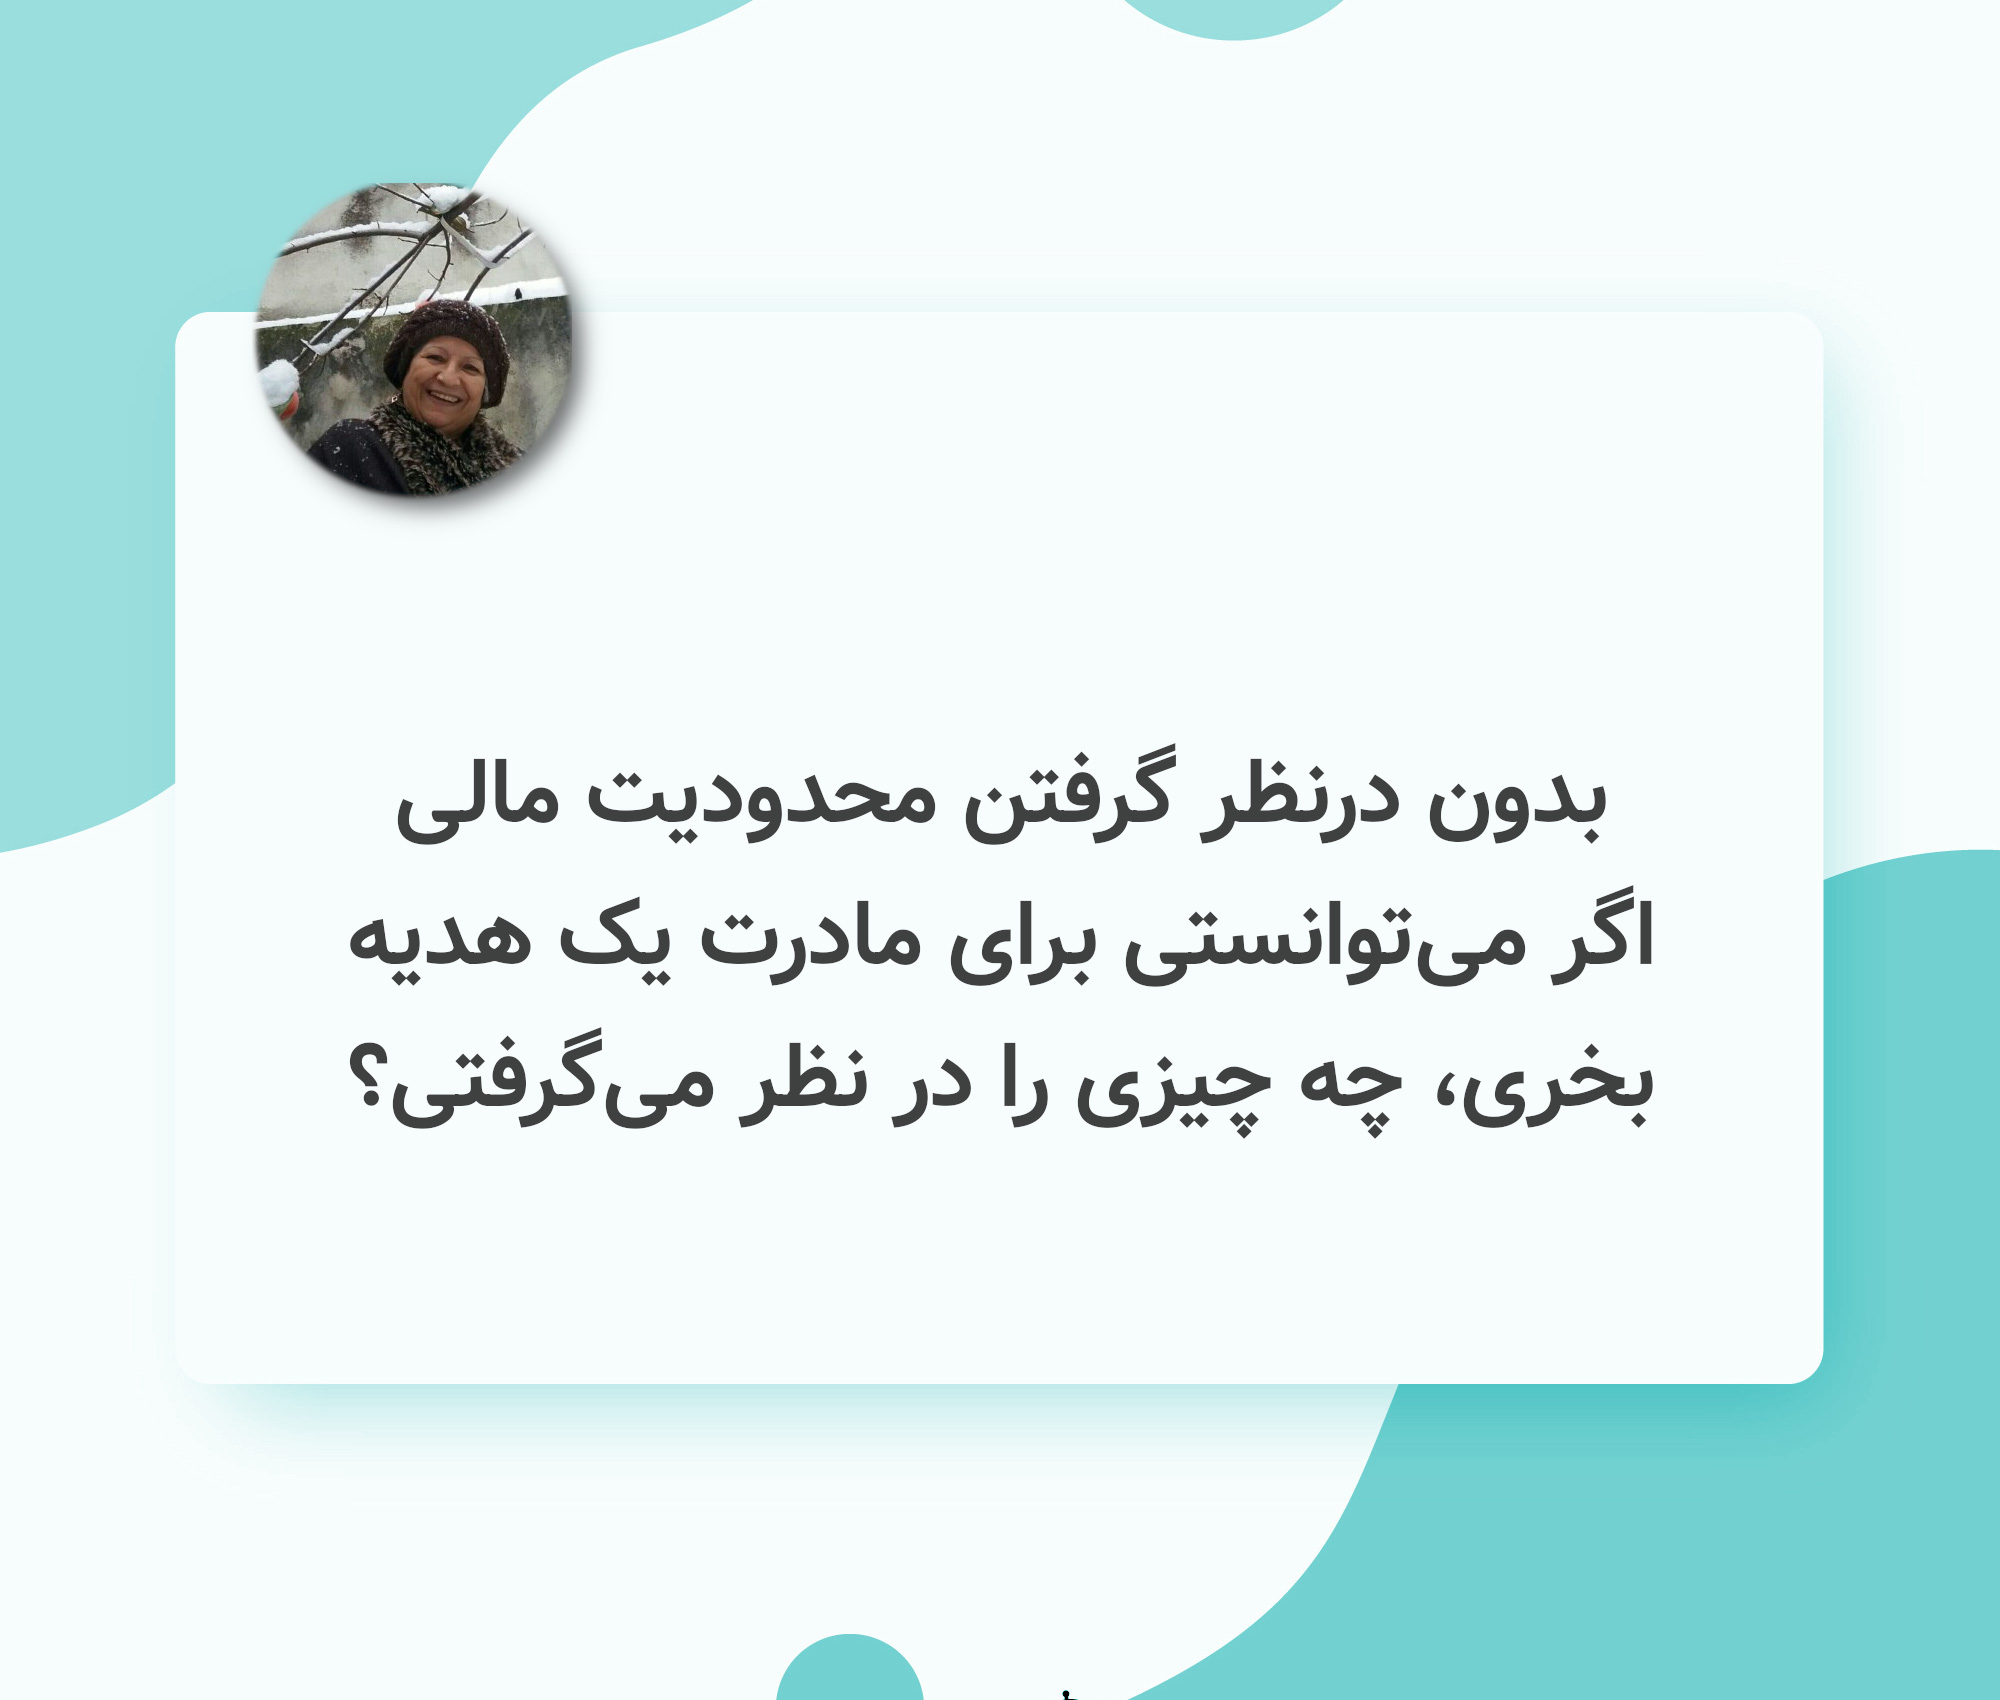 بدون درنظر گرفتن محدودیت مالی
اگر می‌توانستی برای مادرت یک هدیه
بخری، چه چیزی را در نظر می‌گرفتی؟